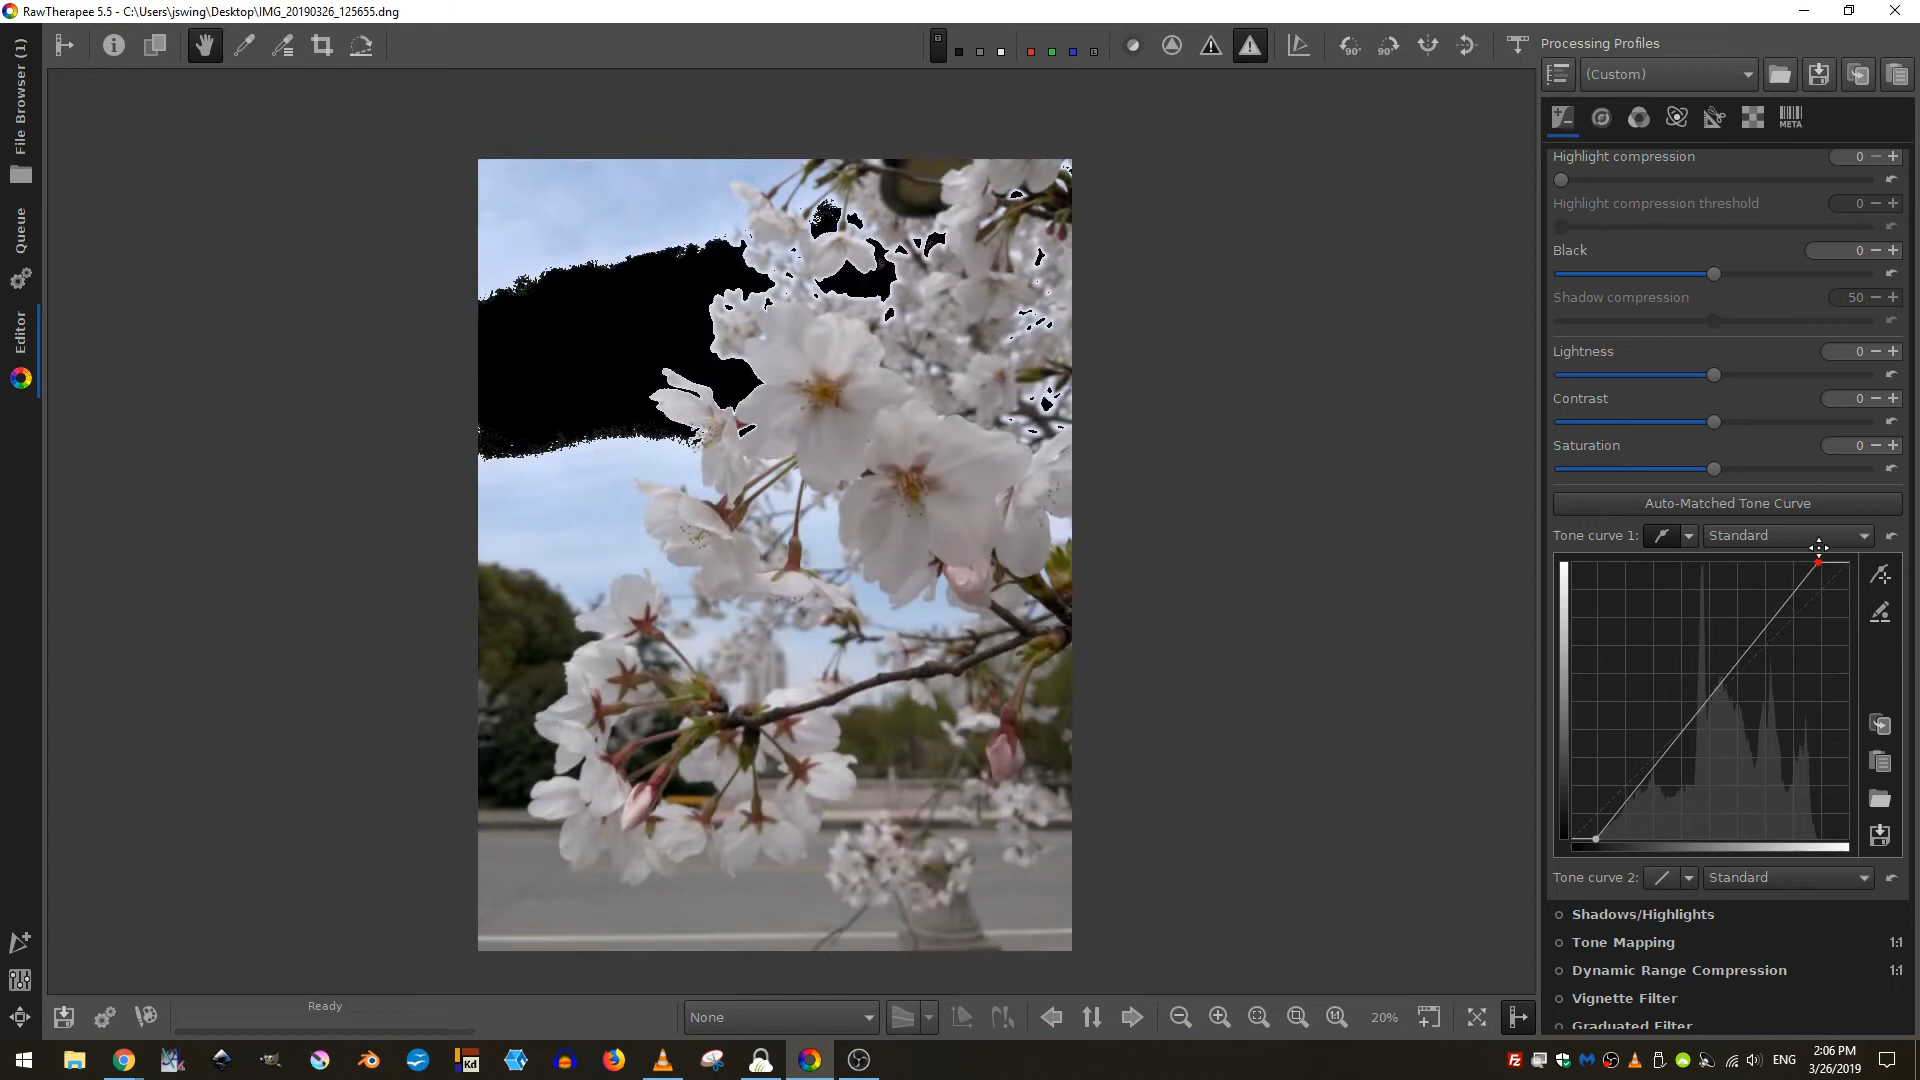 RawTherapee 5.5 - C:\Users\jswing\Desktop\IMG_20190326_125655.dng
File Browser (1)
Queue
Editor
Processing Profiles
(Custom)
META
Highlight compression 0
Highlight compression threshold 0
Black 0
Shadow compression 50
Lightness 0
Contrast 0
Saturation 0
Auto-Matched Tone Curve
Tone curve 1: Standard
Tone curve 2: Standard
Shadows/Highlights
Tone Mapping 1:1
Dynamic Range Compression 1:1
Vignette Filter
Graduated Filter
Ready
None
1:1
20%
Kd
ENG
2:06 PM
3/26/2019